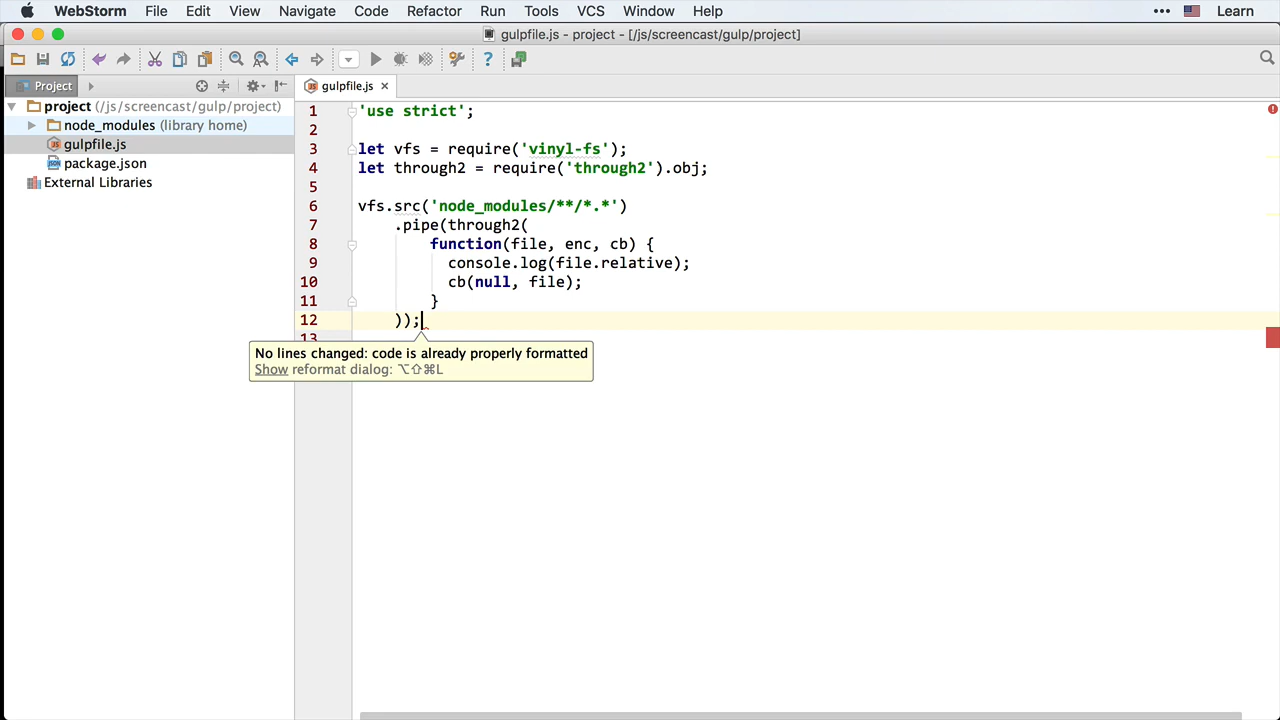 WebStorm File Edit View Navigate Code Refactor Run Tools VCS Window Help ••• Learn
gulpfile.js - project - [/js/screencast/gulp/project]
Project
gulpfile.js
project (/js/screencast/gulp/project)
node_modules (library home)
gulpfile.js
package.json
External Libraries
1 'use strict';
2
3 let vfs = require('vinyl-fs');
4 let through2 = require('through2').obj;
5
6 vfs.src('node_modules/**/*.*')
7 .pipe(through2(
8 function(file, enc, cb) {
9 console.log(file.relative);
10 cb(null, file);
11 }
12 ));
13
No lines changed: code is already properly formatted
Show reformat dialog: ⌥⇧⌘L